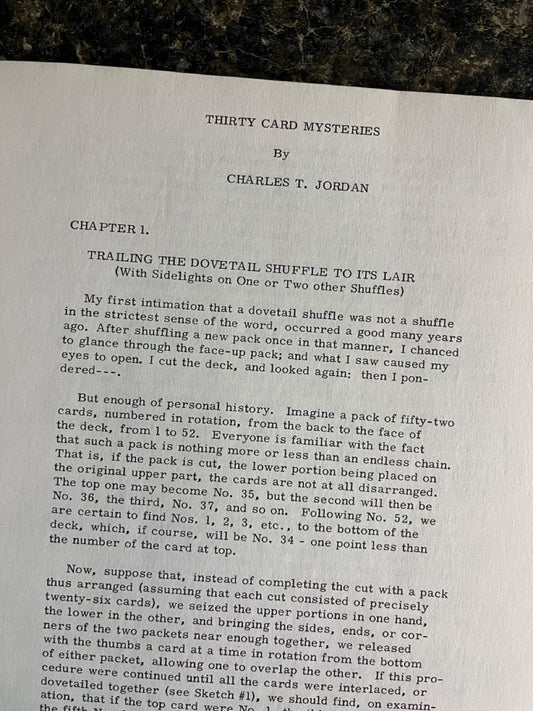 THIRTY CARD MYSTERIES
By
CHARLES T. JORDAN
CHAPTER 1.
TRAILING THE DOVETAIL SHUFFLE TO ITS LAIR
(With Sidelights on One or Two other Shuffles)
My first intimation that a dovetail shuffle was not a shuffle
in the strictest sense of the word, occurred a good many years
ago. After shuffling a new pack once in that manner, I chanced
to glance through the face-up pack; and what I saw caused my
eyes to open. I cut the deck, and looked again; then I pon-
dered---.
But enough of personal history. Imagine a pack of fifty-two
cards, numbered in rotation, from the back to the face of
the deck, from 1 to 52. Everyone is familiar with the fact
that such a pack is nothing more or less than an endless chain.
That is, if the pack is cut, the lower portion being placed on
the original upper part, the cards are not at all disarranged.
The top one may become No. 35, but the second will then be
No. 36, the third, No. 37, and so on. Following No. 52, we
are certain to find Nos. 1, 2, 3, etc., to the bottom of the
deck, which, if course, will be No. 34 - one point less than
the number of the card at top.
Now, suppose that, instead of completing the cut with a pack
thus arranged (assuming that each cut consisted of precisely
twenty-six cards), we seized the upper portions in one hand,
the lower in the other, and bringing the sides, ends, or cor-
ners of the two packets near enough together, we released
with the thumbs a card at a time in rotation from the bottom
of either packet, allowing one to overlap the other. If this pro-
cedure were continued until all the cards were interlaced, or
dovetailed together (see Sketch #1), we should find, on examin-
ation, that if the top card were No. 1, the